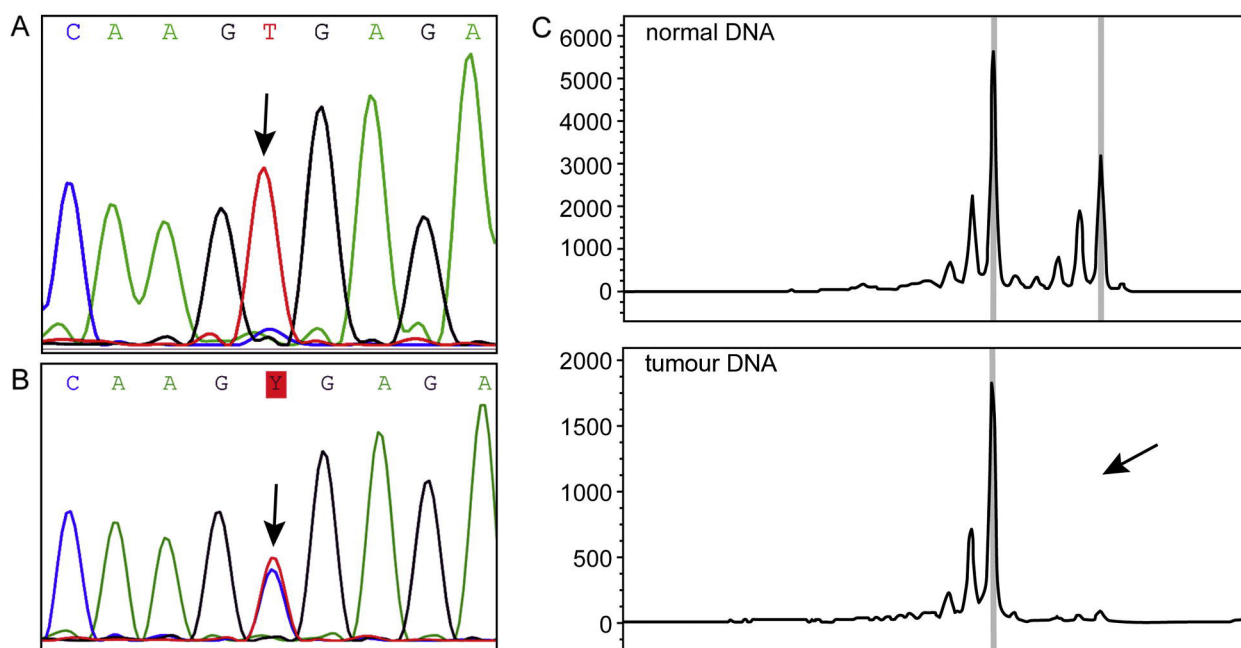 A
C A A G T G A G A
B
C A A G Y G A G A
C
normal DNA
6000
5000
4000
3000
2000
1000
0
tumour DNA
2000
1500
1000
500
0